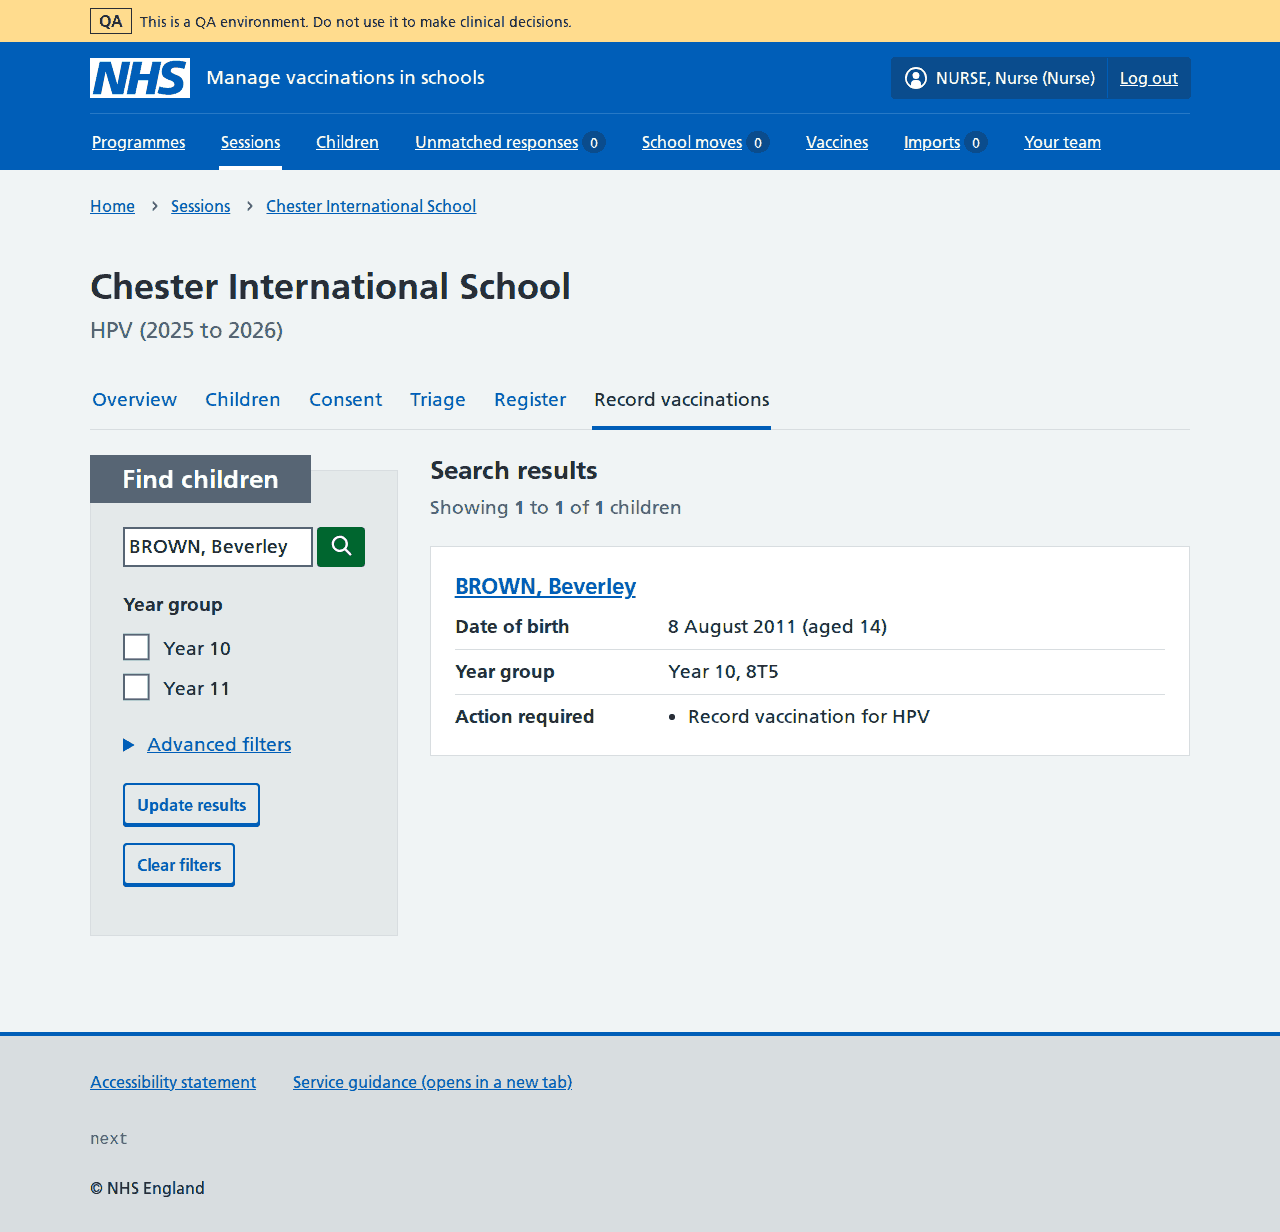 QA This is a QA environment. Do not use it to make clinical decisions.
NHS Manage vaccinations in schools NURSE, Nurse (Nurse) Log out
Programmes Sessions Children Unmatched responses 0 School moves 0 Vaccines Imports 0 Your team
Home Sessions Chester International School
Chester International School
HPV (2025 to 2026)
Overview Children Consent Triage Register Record vaccinations
Find children
BROWN, Beverley
Year group
Year 10
Year 11
Advanced filters
Update results
Clear filters
Search results
Showing 1 to 1 of 1 children
BROWN, Beverley
Date of birth 8 August 2011 (aged 14)
Year group Year 10, 8T5
Action required • Record vaccination for HPV
Accessibility statement Service guidance (opens in a new tab)
next
© NHS England